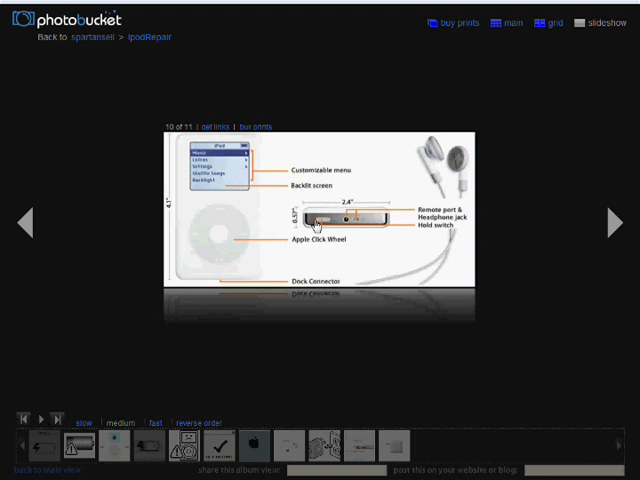 photobucket
buy prints main grid slideshow
Back to spartansell > IpodRepair
10 of 11 | get links | buy prints
iPod
Music >
Extras >
Settings >
Shuffle Songs
Backlight
Customizable menu
Backlit screen
4.1"
2.4"
0.57"
Remote port &
Headphone jack
Hold switch
Apple Click Wheel
Dock Connector
slow | medium | fast | reverse order
back to main view share this album view: post this on your website or blog: